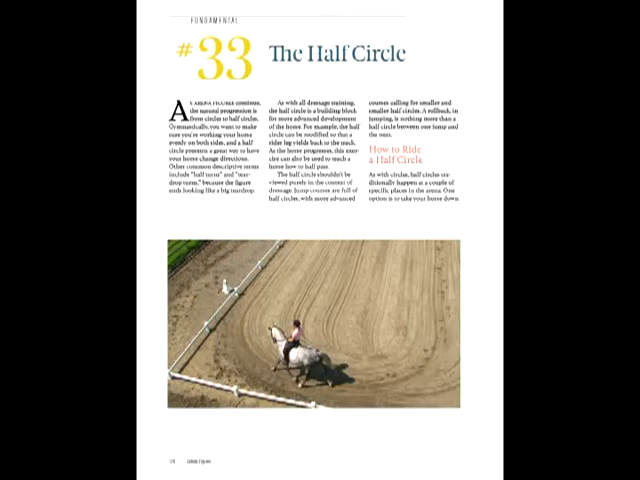 FUNDAMENTAL
#33 The Half Circle
As arena figures continue,
the natural progression is
from circles to half circles.
Gymnastically, you want to make
sure you're working your horse
evenly on both sides, and a half
circle presents a great way to have
your horse change directions.
Other common descriptive terms
include "half turns" and "tear-
drop turns," because the figure
ends looking like a big teardrop.
As with all dressage training,
the half circle is a building block
for more advanced development
of the horse. For example, the half
circle can be modified so that a
rider leg yields back to the track.
As the horse progresses, this exer-
cise can also be used to teach a
horse how to half pass.
The half circle shouldn't be
viewed purely in the context of
dressage. Jump courses are full of
half circles, with more advanced
courses calling for smaller and
smaller half circles. A rollback, in
jumping, is nothing more than a
half circle between one jump and
the next.
How to Ride
a Half Circle
As with circles, half circles tra-
ditionally happen at a couple of
specific places in the arena. One
option is to take your horse down